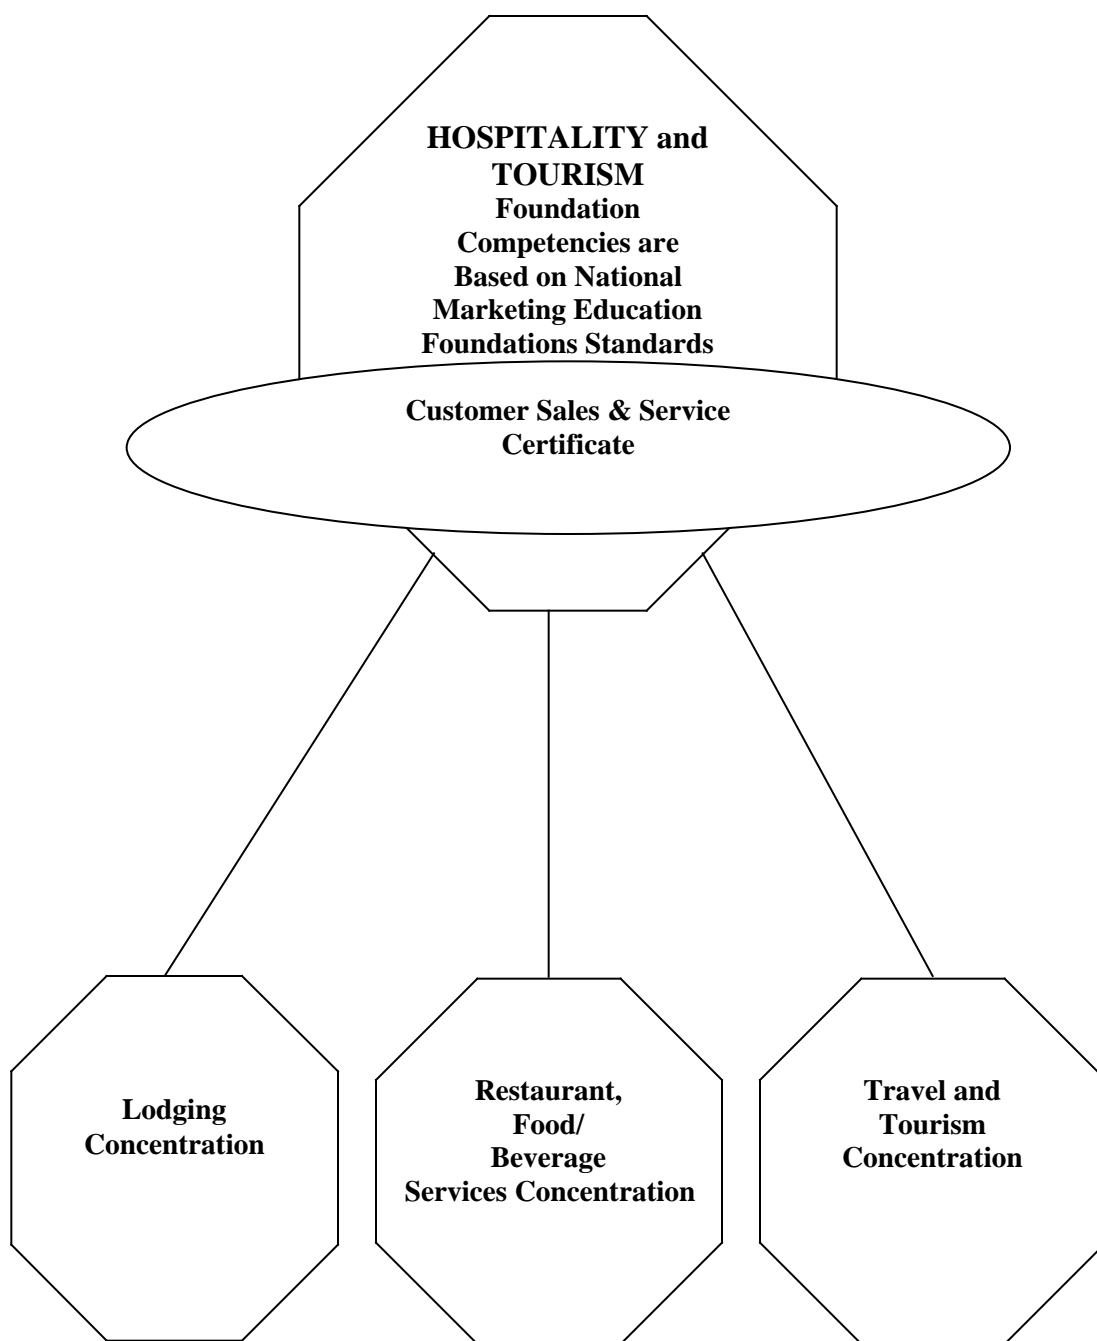 HOSPITALITY and
TOURISM
Foundation
Competencies are
Based on National
Marketing Education
Foundations Standards
Customer Sales & Service
Certificate
Lodging
Concentration
Restaurant,
Food/
Beverage
Services Concentration
Travel and
Tourism
Concentration